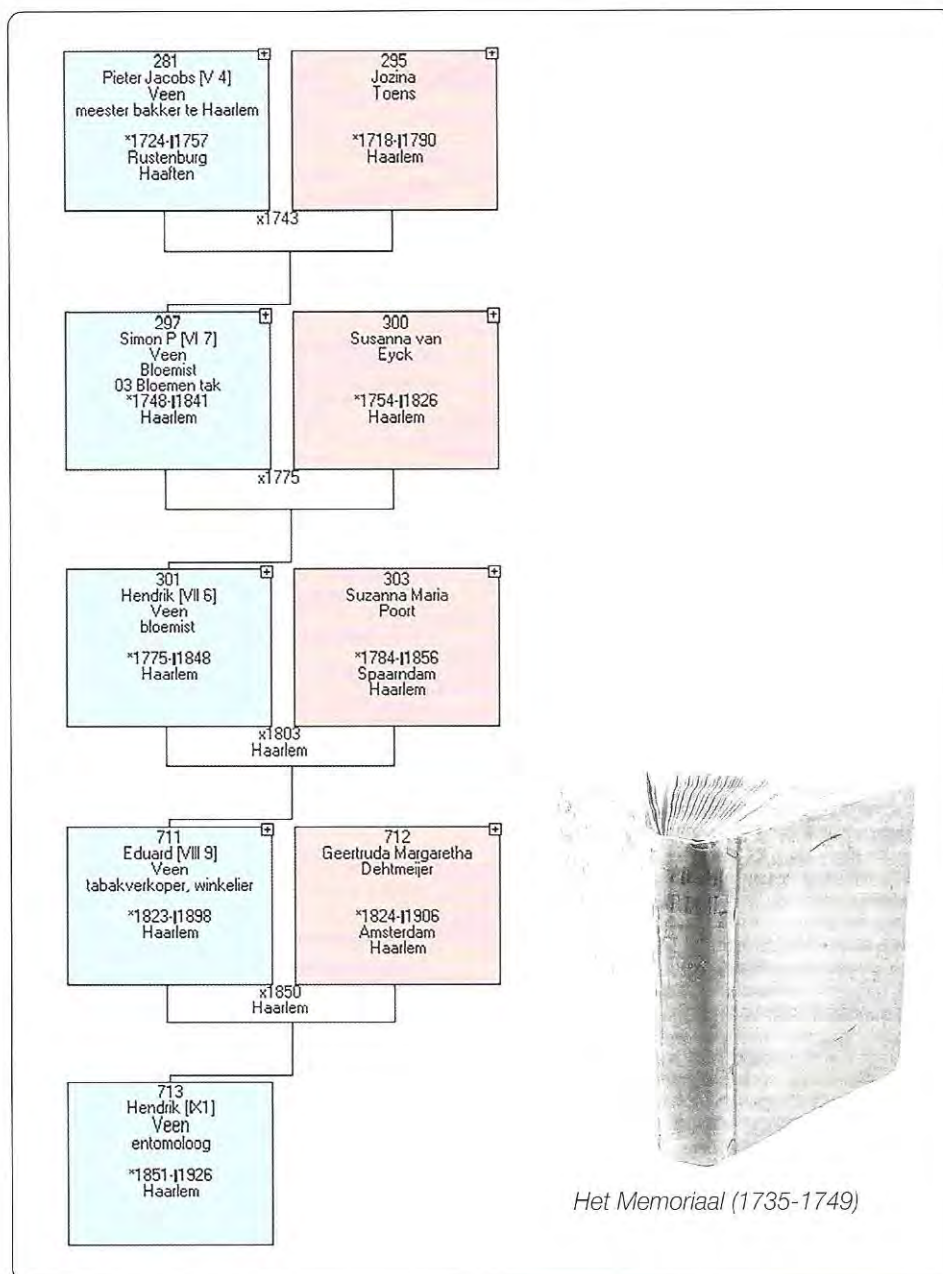 281
Pieter Jacobs [V 4]
Veen
meester bakker te Haarlem
*1724-|1757
Rustenburg
Haaften
295
Jozina
Toens
*1718-|1790
Haarlem
x1743
297
Simon P [VI 7]
Veen
Bloemist
03 Bloemen tak
*1748-|1841
Haarlem
300
Susanna van
Eyck
*1754-|1826
Haarlem
x1775
301
Hendrik [VII 6]
Veen
bloemist
*1775-|1848
Haarlem
303
Suzanna Maria
Poort
*1784-|1856
Spaarndam
Haarlem
x1803
Haarlem
711
Eduard [VIII 9]
Veen
tabakverkoper, winkelier
*1823-|1898
Haarlem
712
Geertruda Margaretha
Dehtmeijer
*1824-|1906
Amsterdam
Haarlem
x1850
Haarlem
713
Hendrik [IX1]
Veen
entomoloog
*1851-|1926
Haarlem
Het Memoriaal (1735-1749)